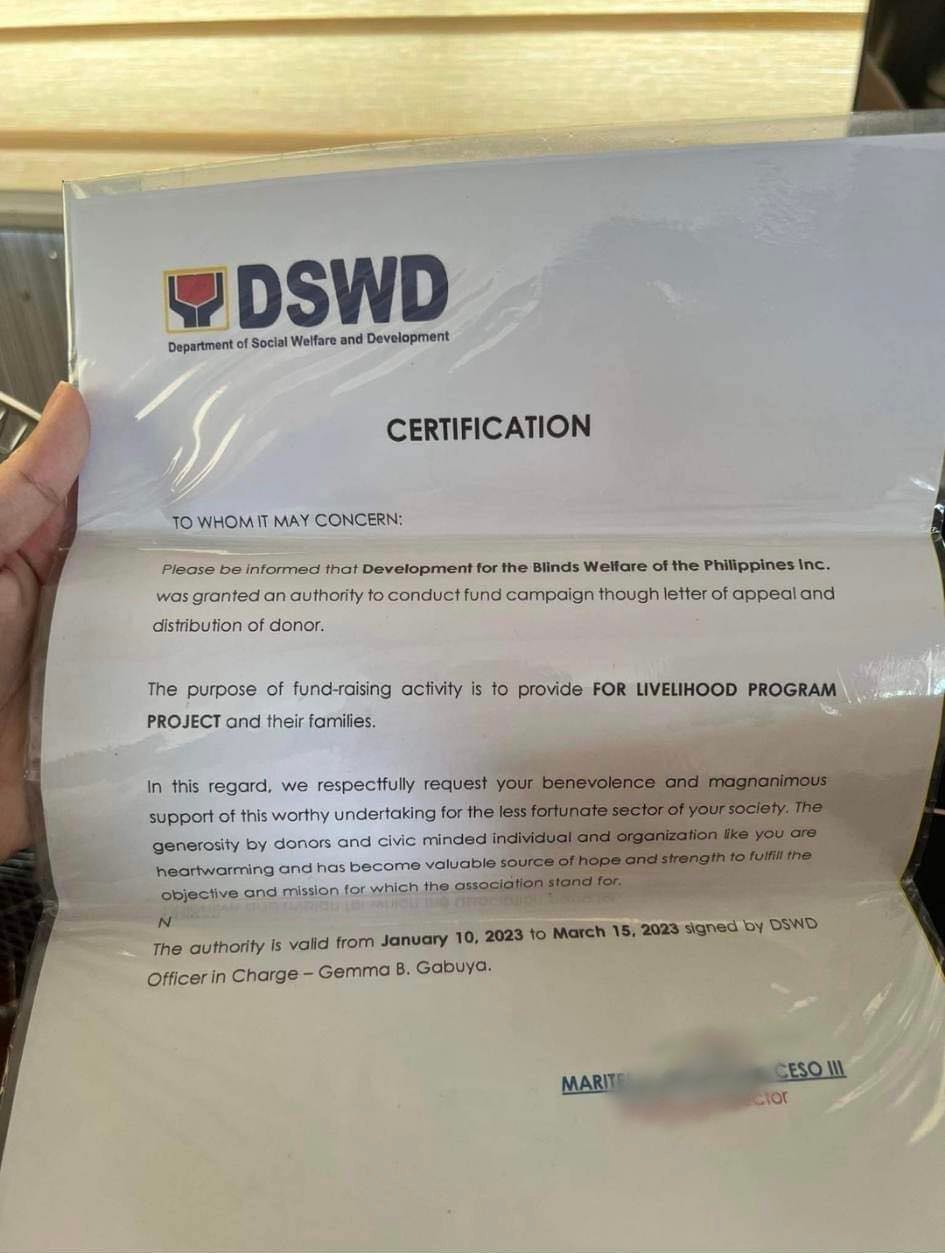 DSWD
Department of Social Welfare and Development
CERTIFICATION
TO WHOM IT MAY CONCERN:
Please be informed that Development for the Blinds Welfare of the Philippines Inc.
was granted an authority to conduct fund campaign though letter of appeal and
distribution of donor.
The purpose of fund-raising activity is to provide FOR LIVELIHOOD PROGRAM
PROJECT and their families.
In this regard, we respectfully request your benevolence and magnanimous
support of this worthy undertaking for the less fortunate sector of your society. The
generosity by donors and civic minded individual and organization like you are
heartwarming and has become valuable source of hope and strength to fulfill the
objective and mission for which the association stand for.
N
The authority is valid from January 10, 2023 to March 15, 2023 signed by DSWD
Officer in Charge – Gemma B. Gabuya.
CESO III